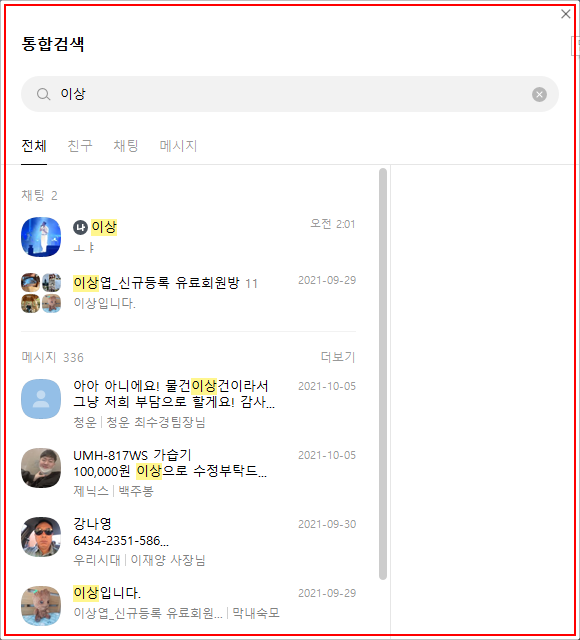 통합검색
이상
전체 친구 채팅 메시지
채팅 2
나 이상 오전 2:01
ㅗㅑ
이상엽_신규등록 유료회원방 11 2021-09-29
이상입니다.
메시지 336 더보기
아아 아니에요! 물건이상건이라서 2021-10-05
그냥 저희 부담으로 할게요! 감사...
청운 | 청운 최수경팀장님
UMH-817WS 가습기 2021-10-05
100,000원 이상으로 수정부탁드...
제닉스 | 백주봉
강나영 2021-09-30
6434-2351-586...
우리시대 | 이재양 사장님
이상입니다. 2021-09-29
이상엽_신규등록 유료회원... | 막내숙모